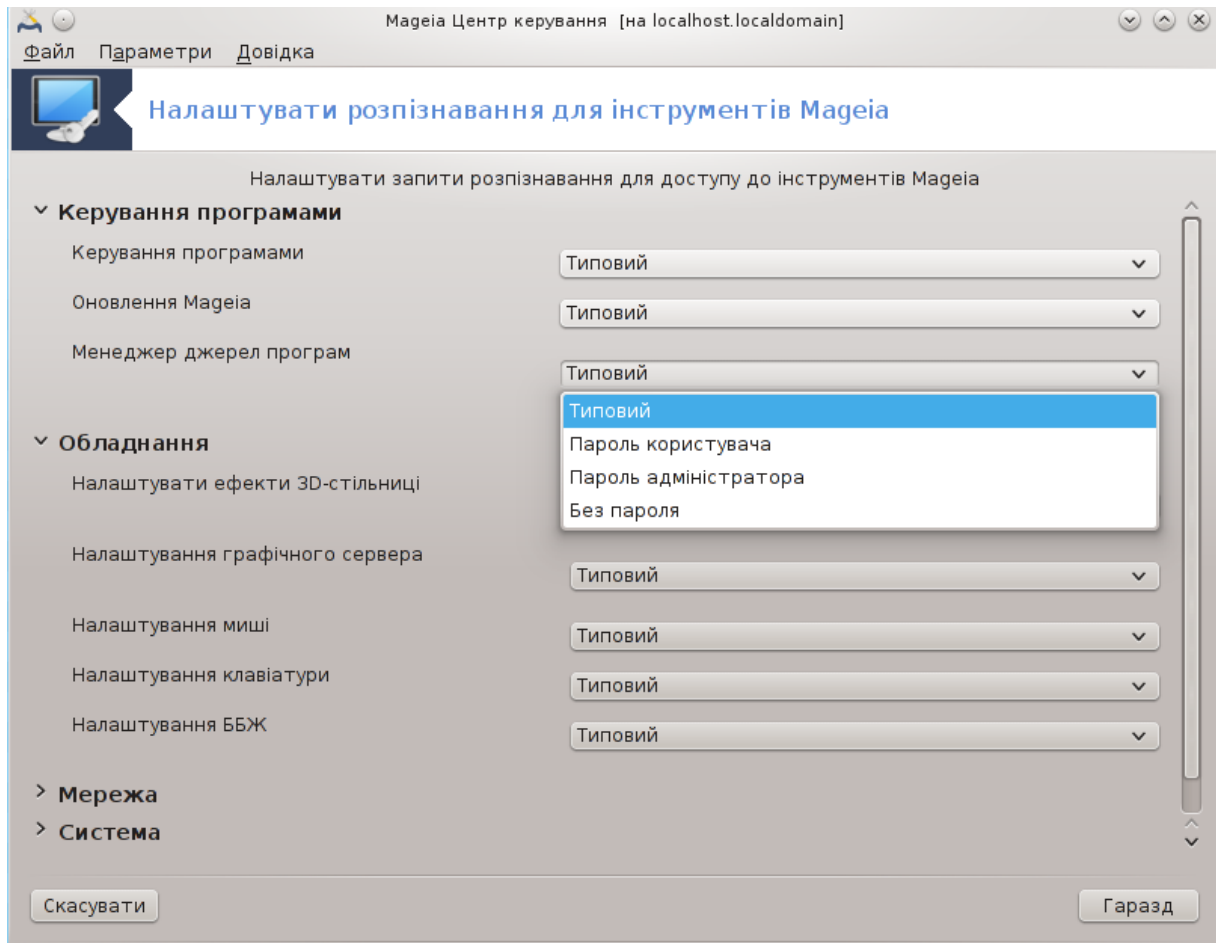 Mageia Центр керування [на localhost.localdomain]
Файл Параметри Довідка
Налаштувати розпізнавання для інструментів Mageia
Налаштувати запити розпізнавання для доступу до інструментів Mageia
Керування програмами
Керування програмами Типовий
Оновлення Mageia Типовий
Менеджер джерел програм Типовий
Типовий
Пароль користувача
Пароль адміністратора
Без пароля
Обладнання
Налаштувати ефекти 3D-стільниці
Налаштування графічного сервера Типовий
Налаштування миші Типовий
Налаштування клавіатури Типовий
Налаштування ББЖ Типовий
Мережа
Система
Скасувати Гаразд